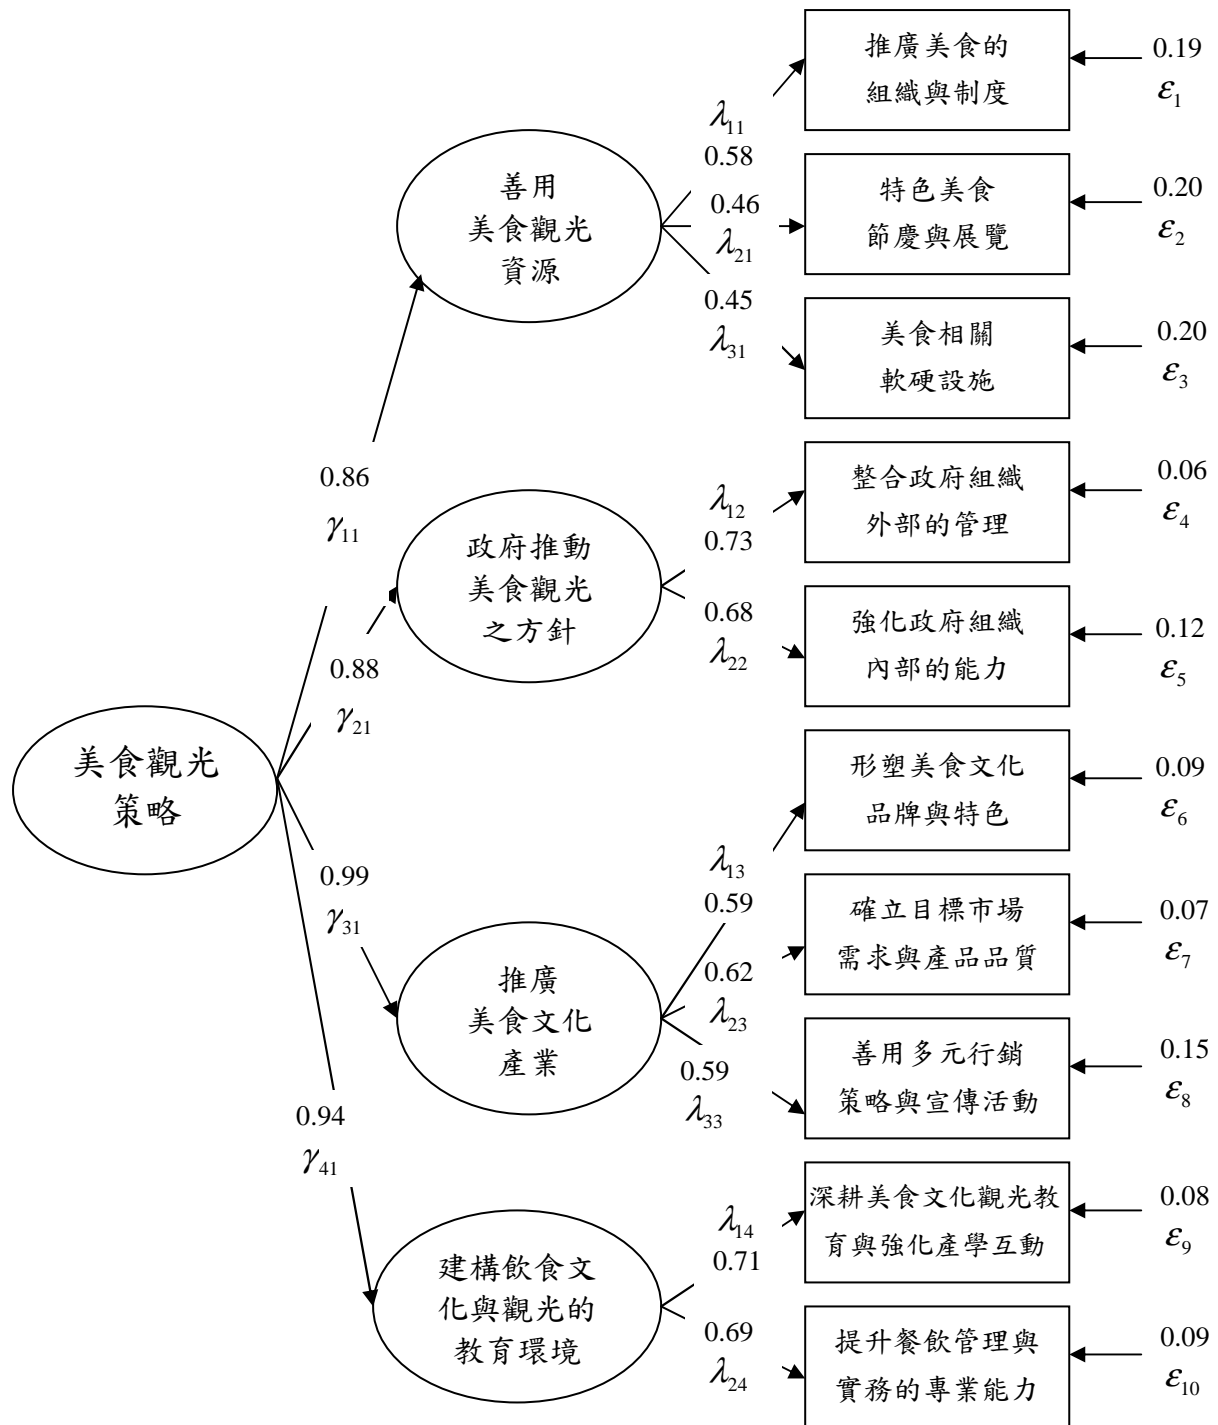 推廣美食的
組織與制度
0.19
ε1
λ11
0.58
善用
美食觀光
資源
0.46
λ21
特色美食
節慶與展覽
0.20
ε2
0.45
λ31
美食相關
軟硬設施
0.20
ε3
0.86
γ11
λ12
0.73
整合政府組織
外部的管理
0.06
ε4
政府推動
美食觀光
之方針
0.68
λ22
強化政府組織
內部的能力
0.12
ε5
0.88
γ21
美食觀光
策略
形塑美食文化
品牌與特色
0.09
ε6
λ13
0.59
0.99
γ31
確立目標市場
需求與產品品質
0.07
ε7
推廣
美食文化
產業
0.62
λ23
0.59
λ33
善用多元行銷
策略與宣傳活動
0.15
ε8
0.94
γ41
λ14
0.71
深耕美食文化觀光教
育與強化產學互動
0.08
ε9
建構飲食文
化與觀光的
教育環境
0.69
λ24
提升餐飲管理與
實務的專業能力
0.09
ε10